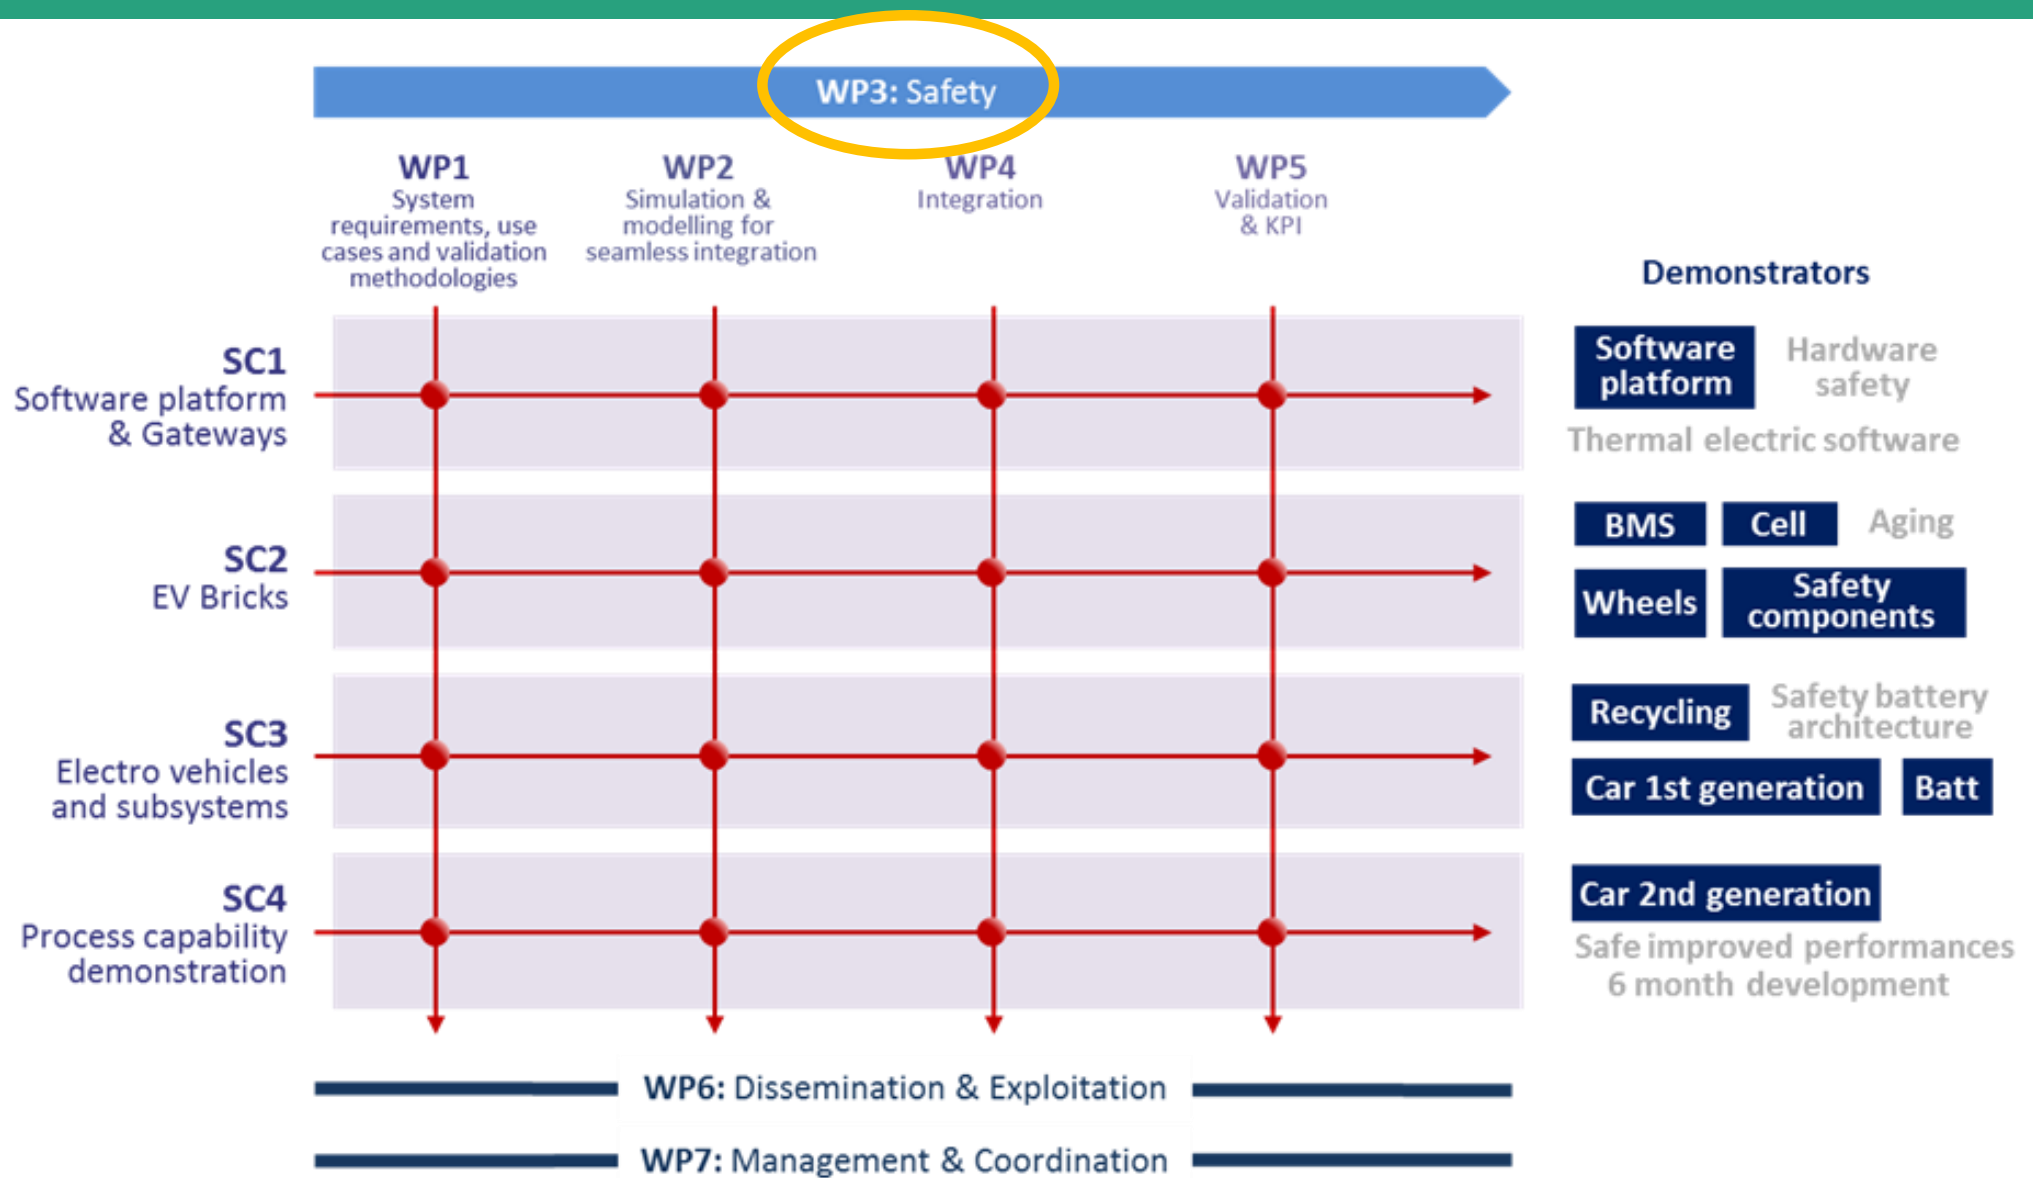 WP3: Safety
WP1
System
requirements, use
cases and validation
methodologies
WP2
Simulation &
modelling for
seamless integration
WP4
Integration
WP5
Validation
& KPI
Demonstrators
SC1
Software platform
& Gateways
Software
platform
Hardware
safety
Thermal electric software
SC2
EV Bricks
BMS
Cell
Aging
Wheels
Safety
components
SC3
Electro vehicles
and subsystems
Recycling
Safety battery
architecture
Car 1st generation
Batt
SC4
Process capability
demonstration
Car 2nd generation
Safe improved performances
6 month development
WP6: Dissemination & Exploitation
WP7: Management & Coordination